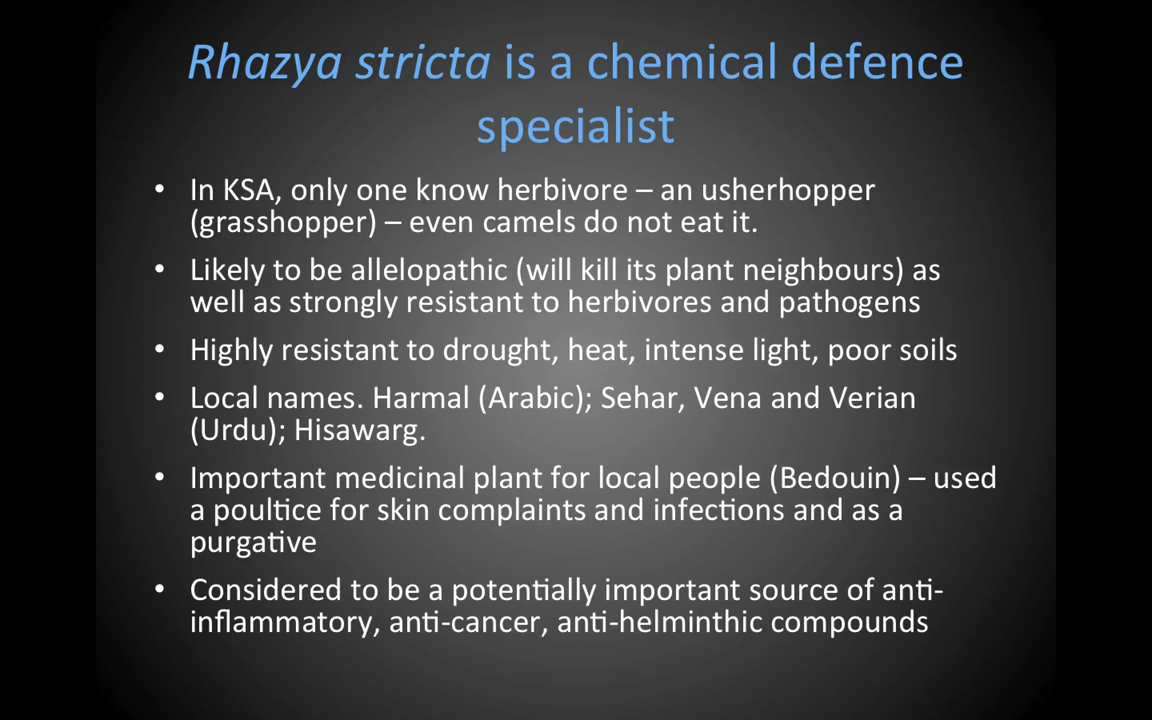 Rhazya stricta is a chemical defence
specialist
• In KSA, only one know herbivore – an usherhopper
(grasshopper) – even camels do not eat it.
• Likely to be allelopathic (will kill its plant neighbours) as
well as strongly resistant to herbivores and pathogens
• Highly resistant to drought, heat, intense light, poor soils
• Local names. Harmal (Arabic); Sehar, Vena and Verian
(Urdu); Hisawarg.
• Important medicinal plant for local people (Bedouin) – used
a poultice for skin complaints and infections and as a
purgative
• Considered to be a potentially important source of anti-
inflammatory, anti-cancer, anti-helminthic compounds